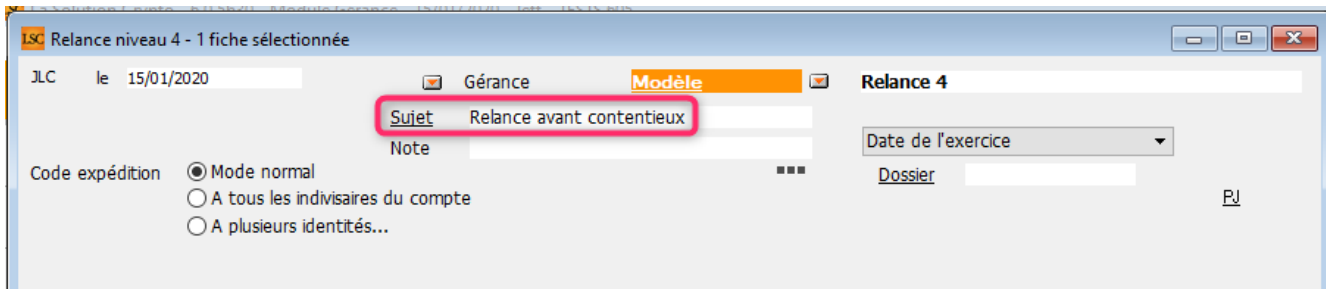 LSC Relance niveau 4 - 1 fiche sélectionnée
JLC le 15/01/2020 Gérance Modèle Relance 4
Sujet Relance avant contentieux
Note Date de l'exercice
Code expédition Mode normal Dossier
A tous les indivisaires du compte PJ
A plusieurs identités...